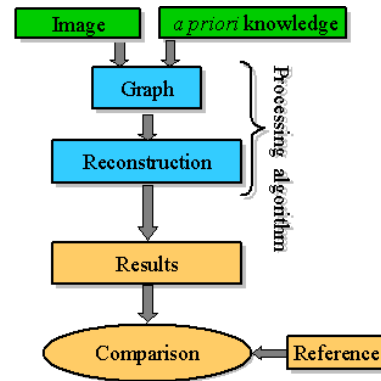 Image
a priori knowledge
Graph
Processing algorithm
Reconstruction
Results
Comparison
Reference